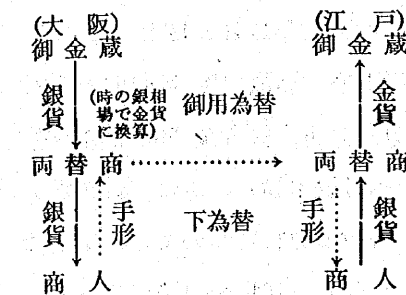 (大阪)
御金蔵
(江戸)
御金蔵
銀貨
(時の銀相
場で金貨
に換算)
御用為替
金貨
両替商
両替商
銀貨
手形
下為替
手形
銀貨
商人
商人